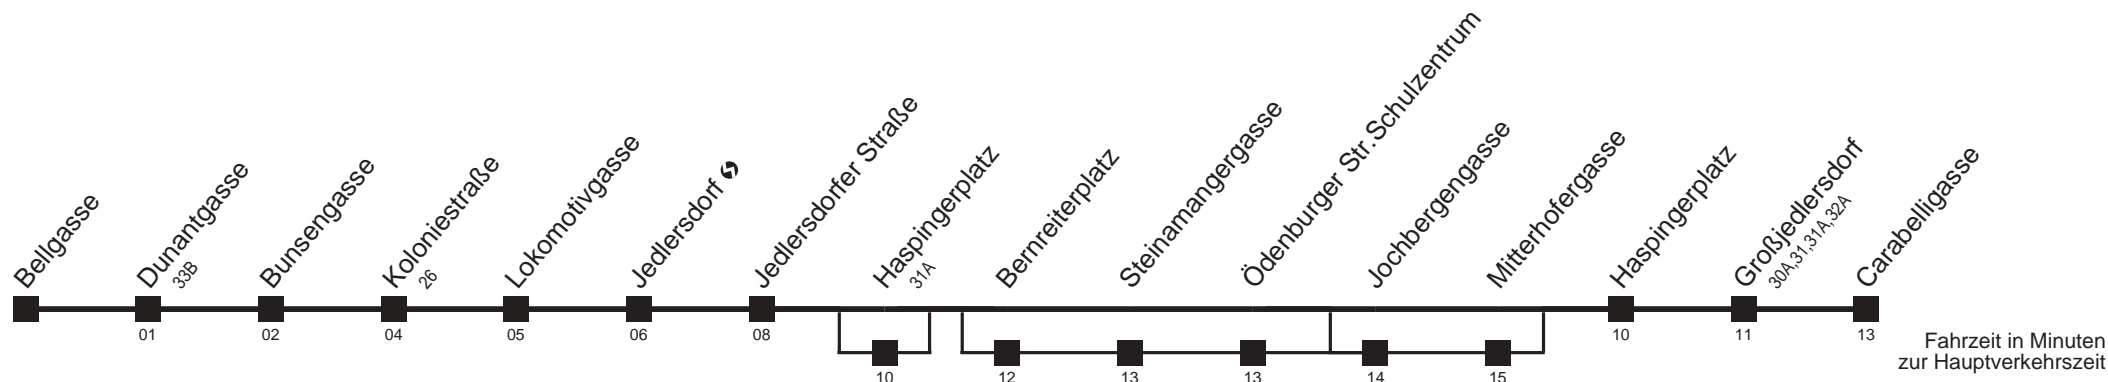 Bellgasse
Dunantgasse
33B
Bunsengasse
Koloniestraße
26
Lokomotivgasse
Jedlersdorf
Jedlersdorfer Straße
Haspingerplatz
31A
Bernreiterplatz
Steinamangergasse
Ödenburger Str.Schulzentrum
Jochbergengasse
Mitterhofergasse
Haspingerplatz
Großjedlersdorf
30A,31,31A,32A
Carabelligasse
01 02 04 05 06 08 10 11 13
10 12 13 13 14 15
Fahrzeit in Minuten
zur Hauptverkehrszeit